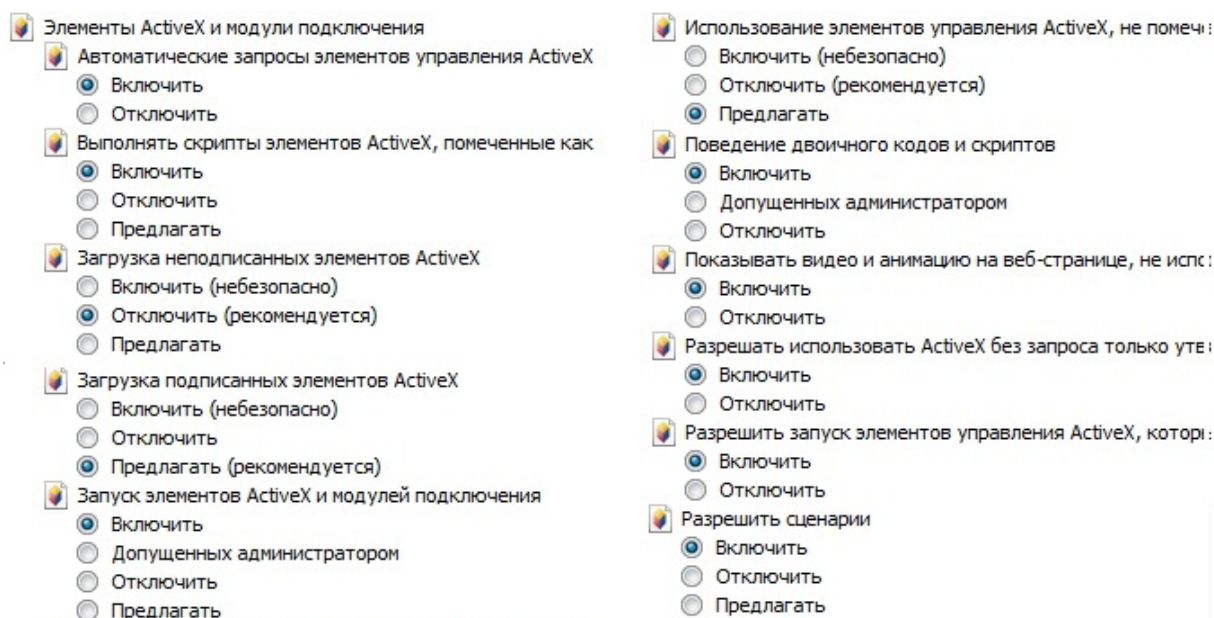 Элементы ActiveX и модули подключения
Автоматические запросы элементов управления ActiveX
Включить
Отключить
Выполнять скрипты элементов ActiveX, помеченные как
Включить
Отключить
Предлагать
Загрузка неподписанных элементов ActiveX
Включить (небезопасно)
Отключить (рекомендуется)
Предлагать
Загрузка подписанных элементов ActiveX
Включить (небезопасно)
Отключить
Предлагать (рекомендуется)
Запуск элементов ActiveX и модулей подключения
Включить
Допущенных администратором
Отключить
Предлагать
Использование элементов управления ActiveX, не
Включить (небезопасно)
Отключить (рекомендуется)
Предлагать
Поведение двоичного кодов и скриптов
Включить
Допущенных администратором
Отключить
Показывать видео и анимацию на веб-странице, не
Включить
Отключить
Разрешать использовать ActiveX без запроса только
Включить
Отключить
Разрешить запуск элементов управления ActiveX,
Включить
Отключить
Разрешить сценарии
Включить
Отключить
Предлагать